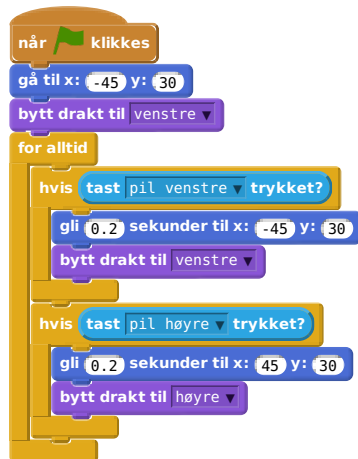 når klikkes
gå til x: -45 y: 30
bytt drakt til venstre
for alltid
hvis tast pil venstre trykket?
gli 0.2 sekunder til x: -45 y: 30
bytt drakt til venstre
hvis tast pil høyre trykket?
gli 0.2 sekunder til x: 45 y: 30
bytt drakt til høyre